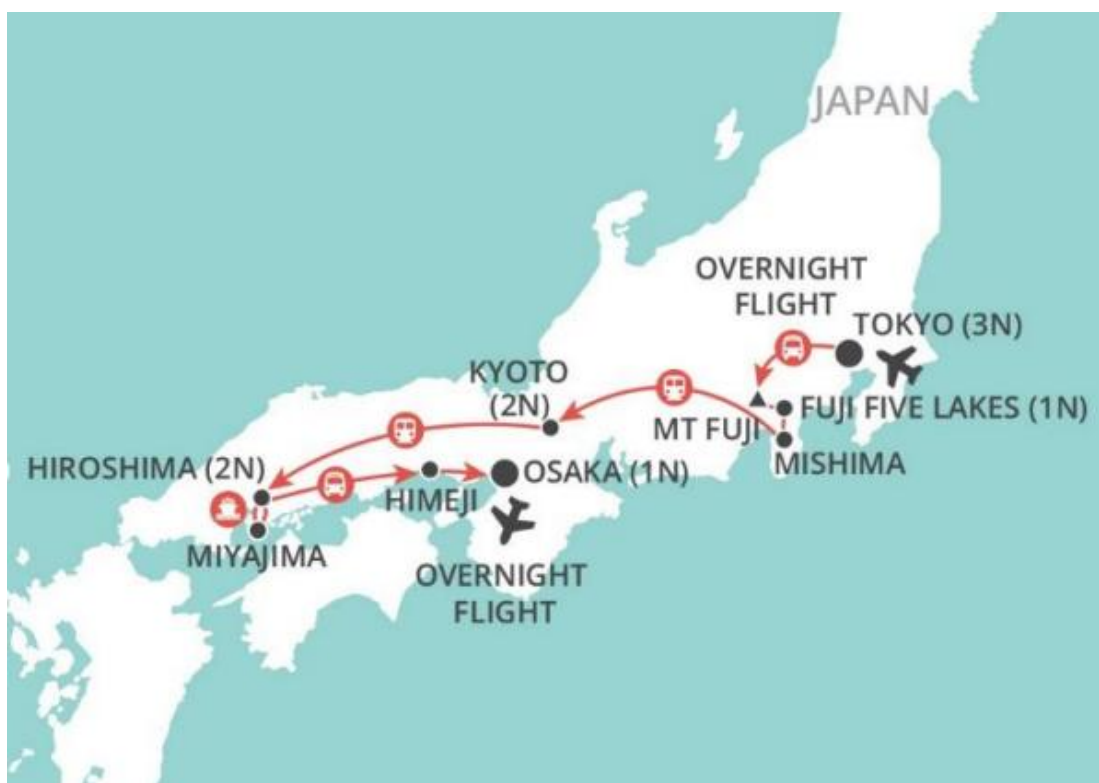 JAPAN
OVERNIGHT
FLIGHT
TOKYO (3N)
KYOTO
(2N)
MT FUJI
FUJI FIVE LAKES (1N)
MISHIMA
HIROSHIMA (2N)
HIMEJI
OSAKA (1N)
MIYAJIMA
OVERNIGHT
FLIGHT